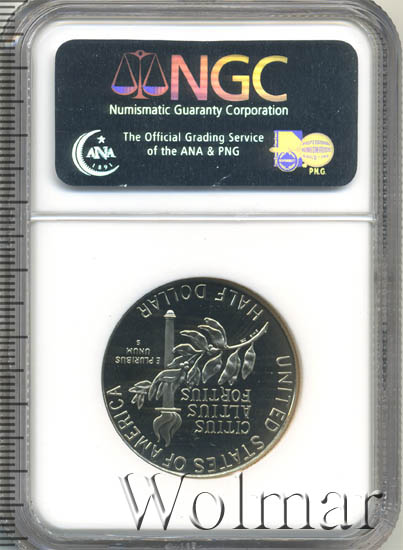 NGC
Numismatic Guaranty Corporation
The Official Grading Service
of the ANA & PNG
ANA
1891
P.N.G.
UNITED STATES OF AMERICA
CITIUS
ALTIUS
FORTIUS
E PLURIBUS
UNUM
S
HALF DOLLAR
Wolmar